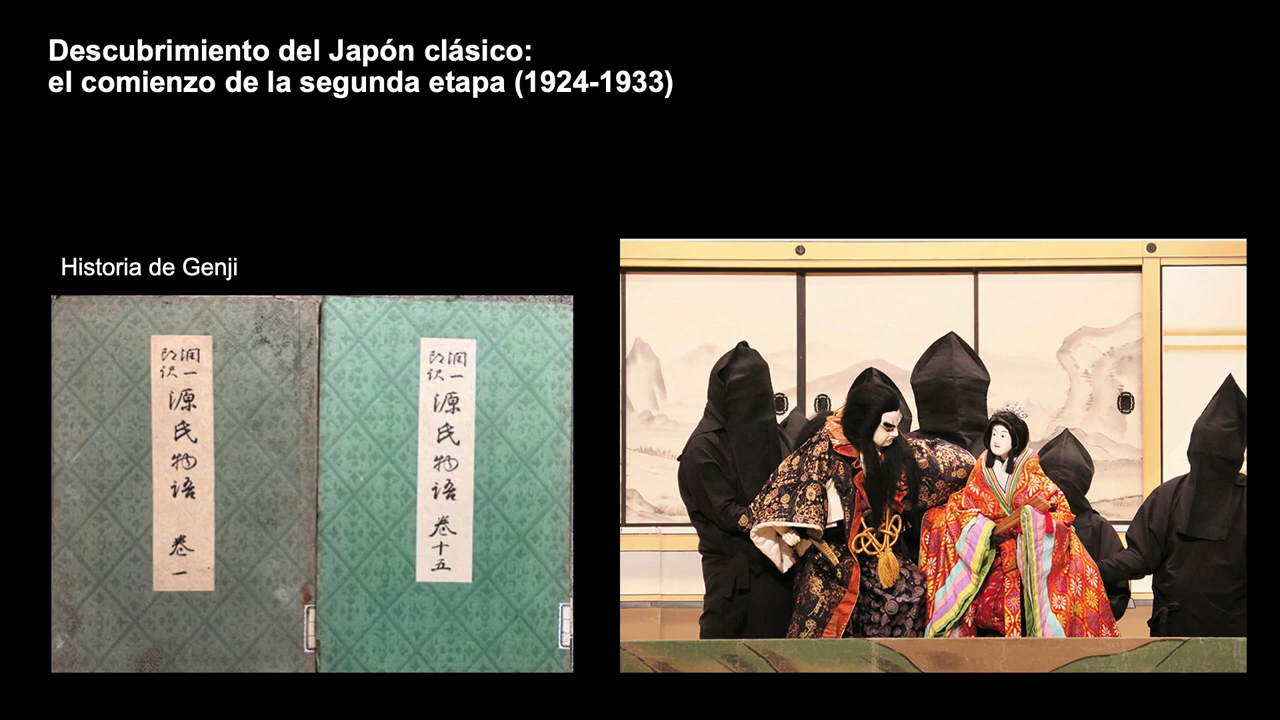 Descubrimiento del Japón clásico:
el comienzo de la segunda etapa (1924-1933)
Historia de Genji
潤一
郎訳
源氏物語 巻一
潤一
郎訳
源氏物語 巻十五